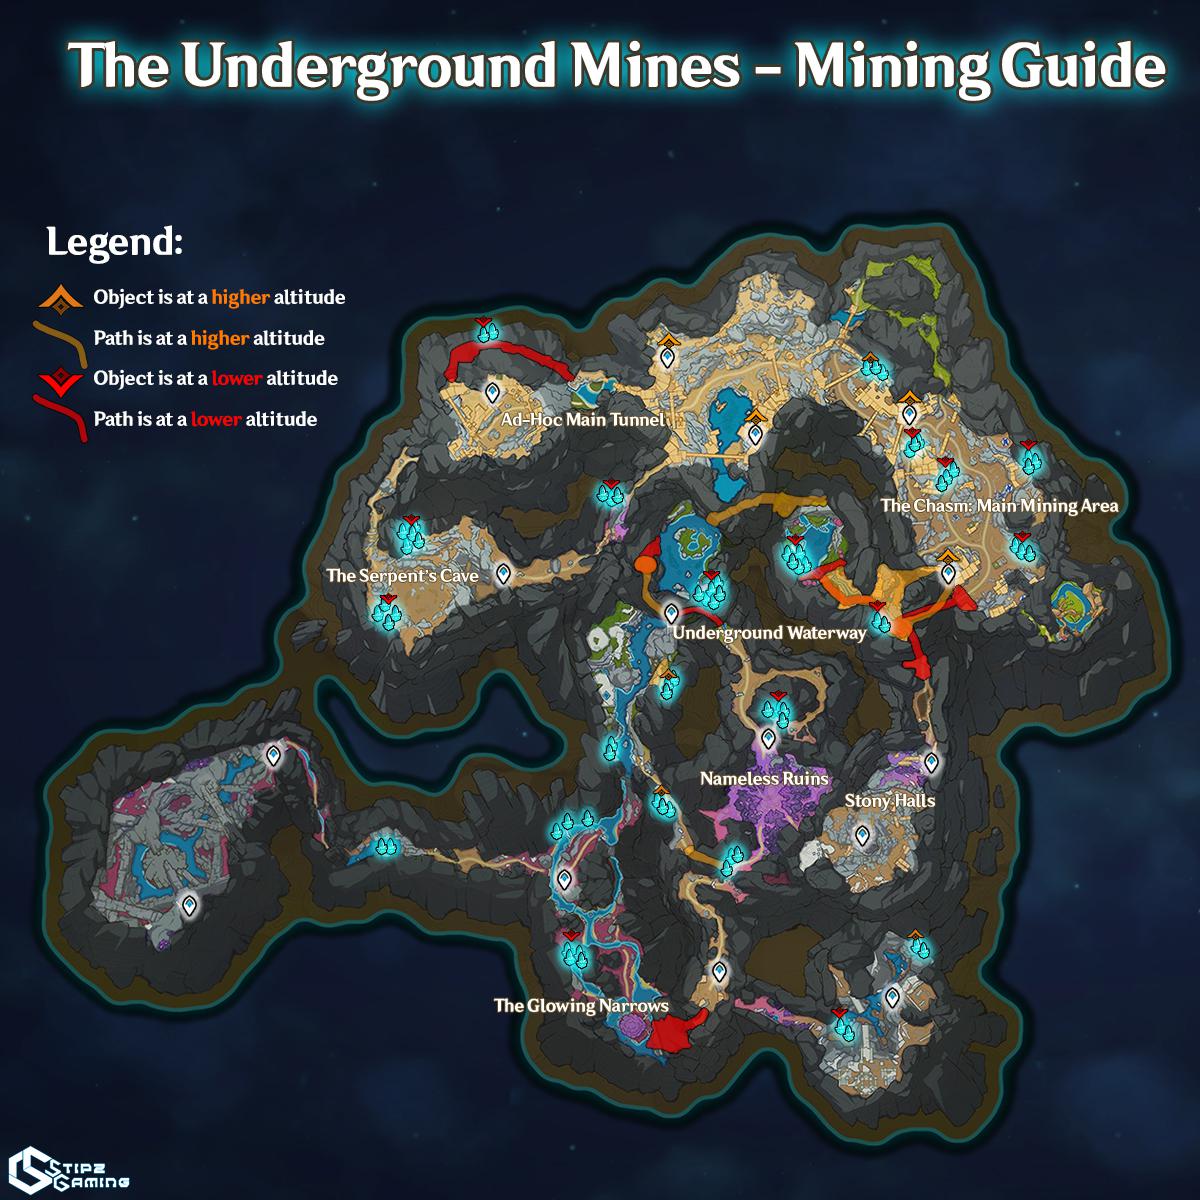 The Underground Mines - Mining Guide
Legend:
Object is at a higher altitude
Path is at a higher altitude
Object is at a lower altitude
Path is at a lower altitude
Ad-Hoc Main Tunnel
The Chasm: Main Mining Area
The Serpent's Cave
Underground Waterway
Nameless Ruins
Stony Halls
The Glowing Narrows
STIPZ
GAMING